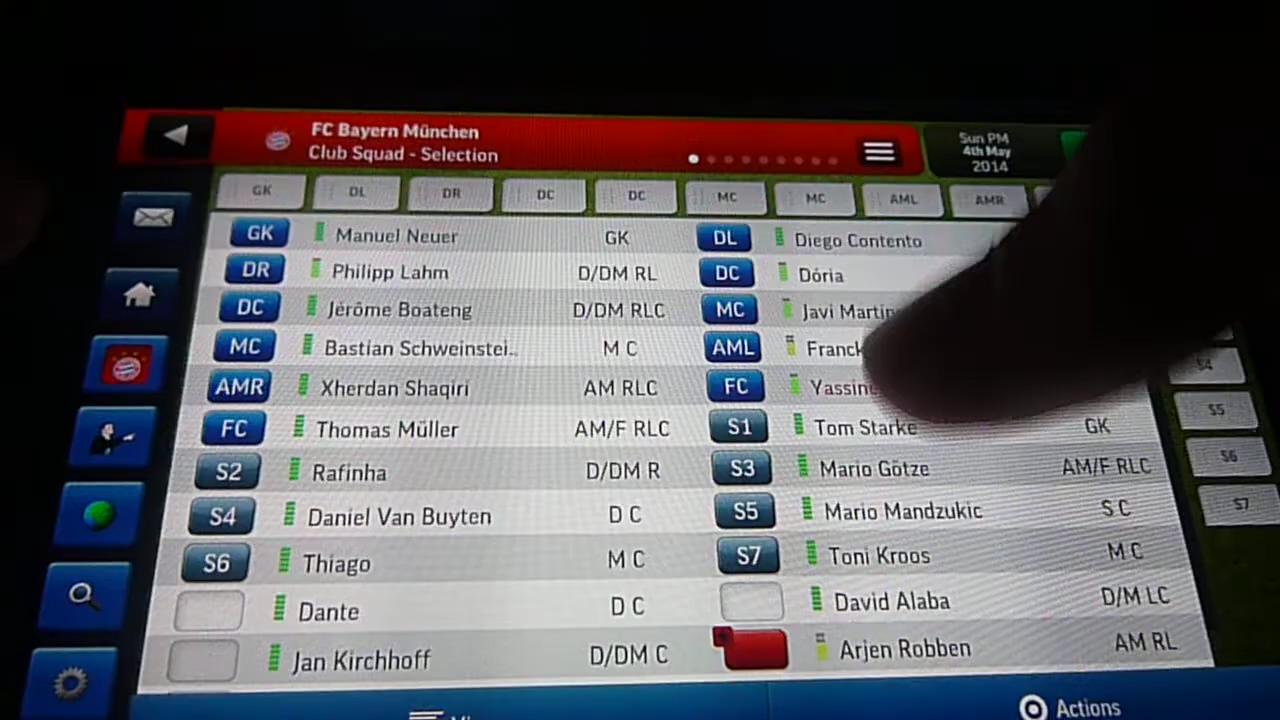 FC Bayern München
Club Squad - Selection
Sun PM
4th May
2014
GK DL DR DC DC MC MC AML AMR
GK Manuel Neuer GK DL Diego Contento
DR Philipp Lahm D/DM RL DC Dória
DC Jérôme Boateng D/DM RLC MC Javi
MC Bastian Schweinstei.. M C AML Franck
AMR Xherdan Shaqiri AM RLC FC Yassine
FC Thomas Müller AM/F RLC S1 Tom Starke GK
S2 Rafinha D/DM R S3 Mario Götze AM/F RLC
S4 Daniel Van Buyten D C S5 Mario Mandzukic S C
S6 Thiago M C S7 Toni Kroos M C
Dante D C David Alaba D/M LC
Jan Kirchhoff D/DM C Arjen Robben AM RL
S4
S5
S6
S7
Actions